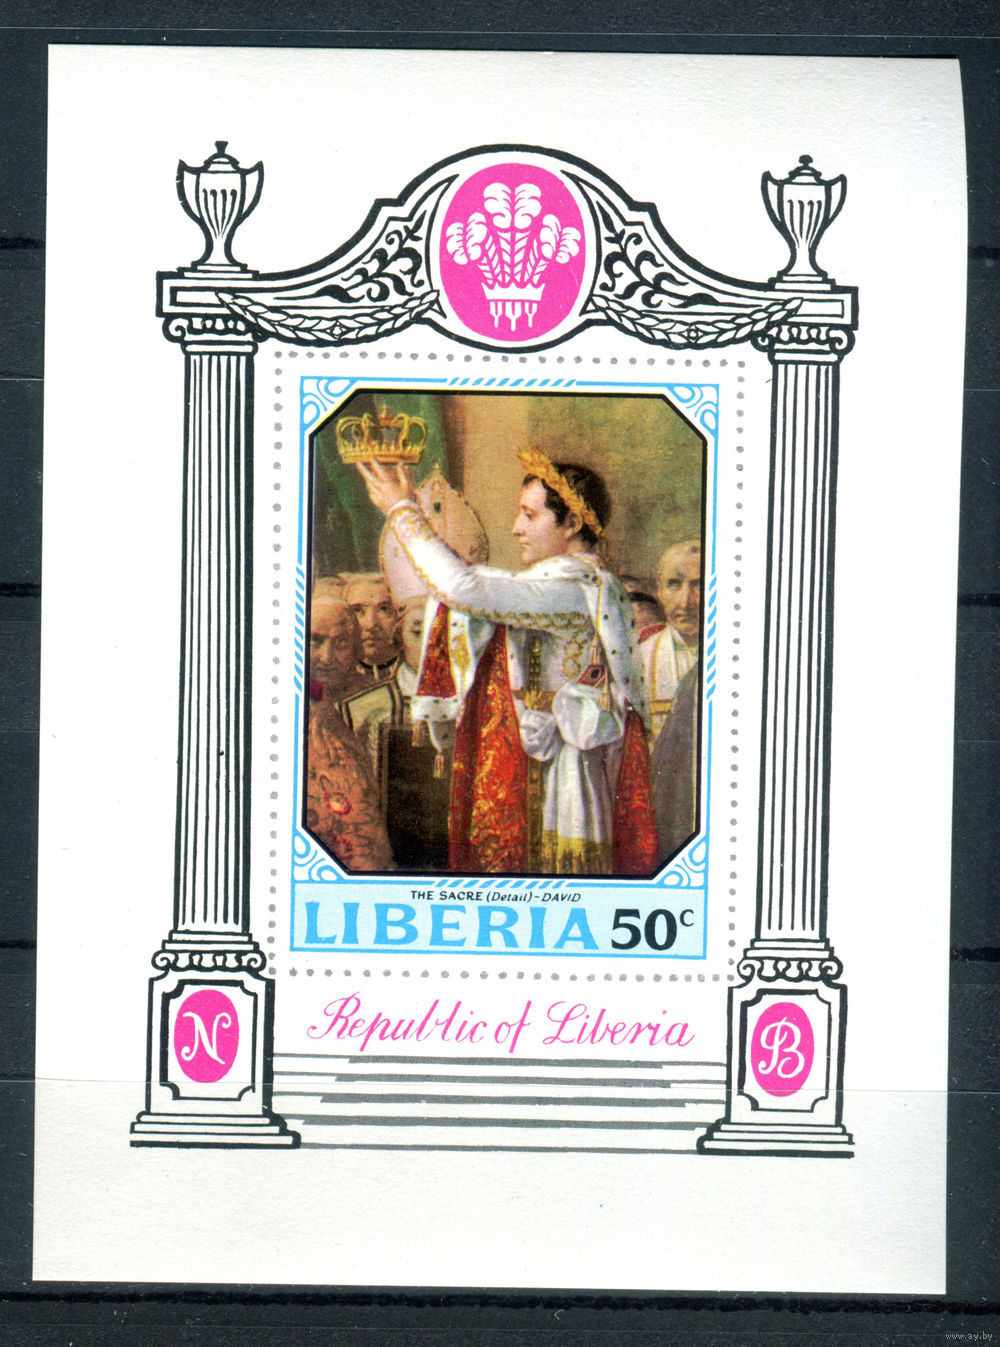 THE SACRE (Detail)-DAVID
LIBERIA 50c
Republic of Liberia
N B
www.ay.by